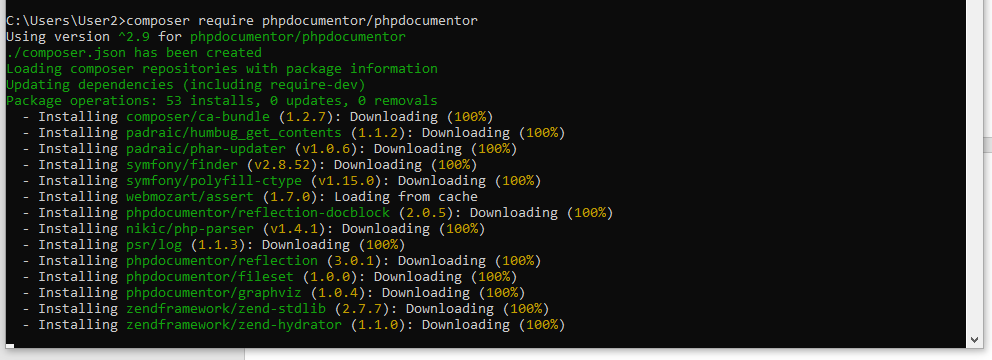 C:\Users\User2>composer require phpdocumentor/phpdocumentor
Using version ^2.9 for phpdocumentor/phpdocumentor
./composer.json has been created
Loading composer repositories with package information
Updating dependencies (including require-dev)
Package operations: 53 installs, 0 updates, 0 removals
  - Installing composer/ca-bundle (1.2.7): Downloading (100%)
  - Installing padraic/humbug_get_contents (1.1.2): Downloading (100%)
  - Installing padraic/phar-updater (v1.0.6): Downloading (100%)
  - Installing symfony/finder (v2.8.52): Downloading (100%)
  - Installing symfony/polyfill-ctype (v1.15.0): Downloading (100%)
  - Installing webmozart/assert (1.7.0): Loading from cache
  - Installing phpdocumentor/reflection-docblock (2.0.5): Downloading (100%)
  - Installing nikic/php-parser (v1.4.1): Downloading (100%)
  - Installing psr/log (1.1.3): Downloading (100%)
  - Installing phpdocumentor/reflection (3.0.1): Downloading (100%)
  - Installing phpdocumentor/fileset (1.0.0): Downloading (100%)
  - Installing phpdocumentor/graphviz (1.0.4): Downloading (100%)
  - Installing zendframework/zend-stdlib (2.7.7): Downloading (100%)
  - Installing zendframework/zend-hydrator (1.1.0): Downloading (100%)